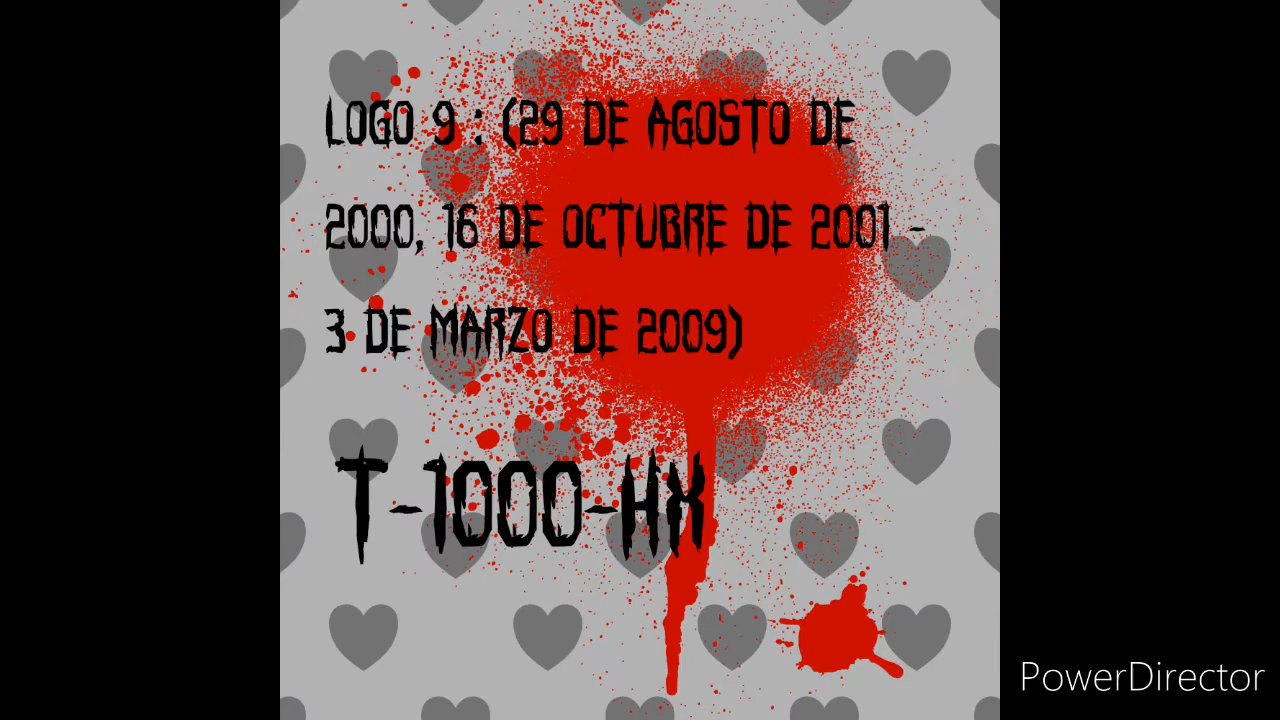 LOGO 9 : (29 DE AGOSTO DE
2000, 16 DE OCTUBRE DE 2001 -
3 DE MARZO DE 2009)
T-1000-HX
PowerDirector